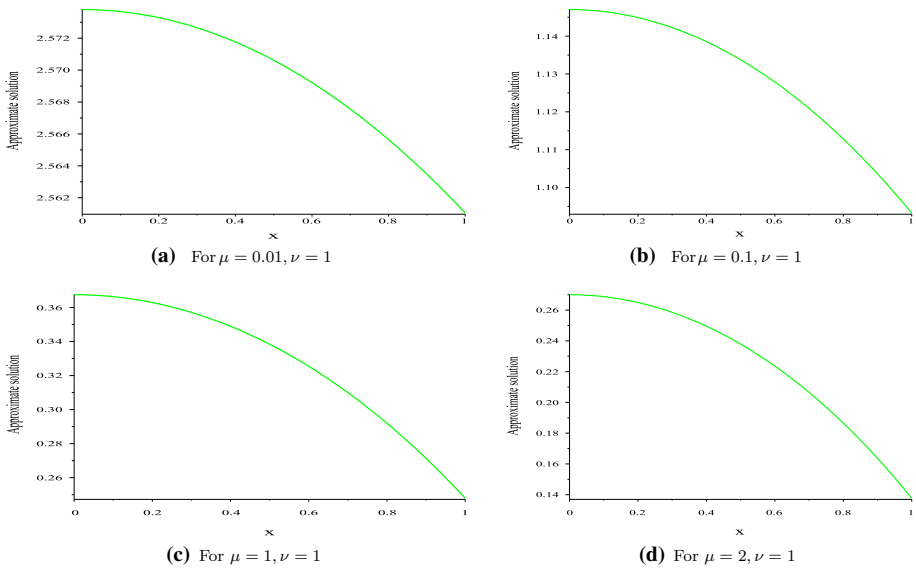 Approximate solution
2.572
2.570
2.568
2.566
2.564
2.562
0 0.2 0.4 0.6 0.8 1
x
(a) For μ = 0.01, ν = 1
Approximate solution
1.14
1.13
1.12
1.11
1.10
0 0.2 0.4 0.6 0.8 1
x
(b) For μ = 0.1, ν = 1
Approximate solution
0.36
0.34
0.32
0.30
0.28
0.26
0 0.2 0.4 0.6 0.8 1
x
(c) For μ = 1, ν = 1
Approximate solution
0.26
0.24
0.22
0.20
0.18
0.16
0.14
0 0.2 0.4 0.6 0.8 1
x
(d) For μ = 2, ν = 1